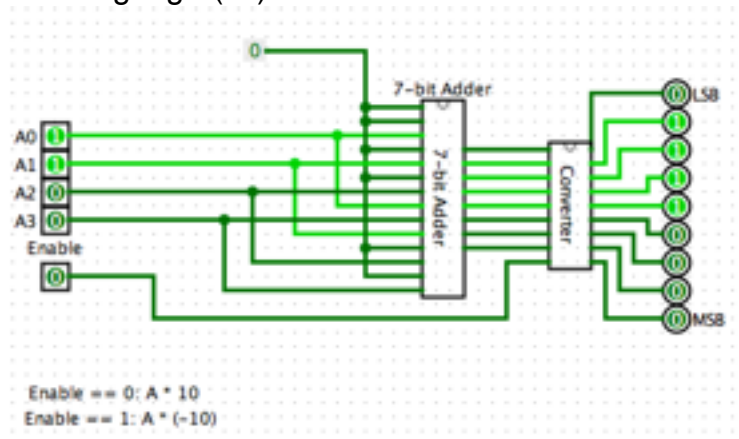 0
7-bit Adder
LSB
A0 1
A1 1
A2 0
A3 0
Enable
0
7-bit Adder
Converter
0
1
1
1
1
0
0
0
0
MSB
Enable == 0: A * 10
Enable == 1: A * (-10)